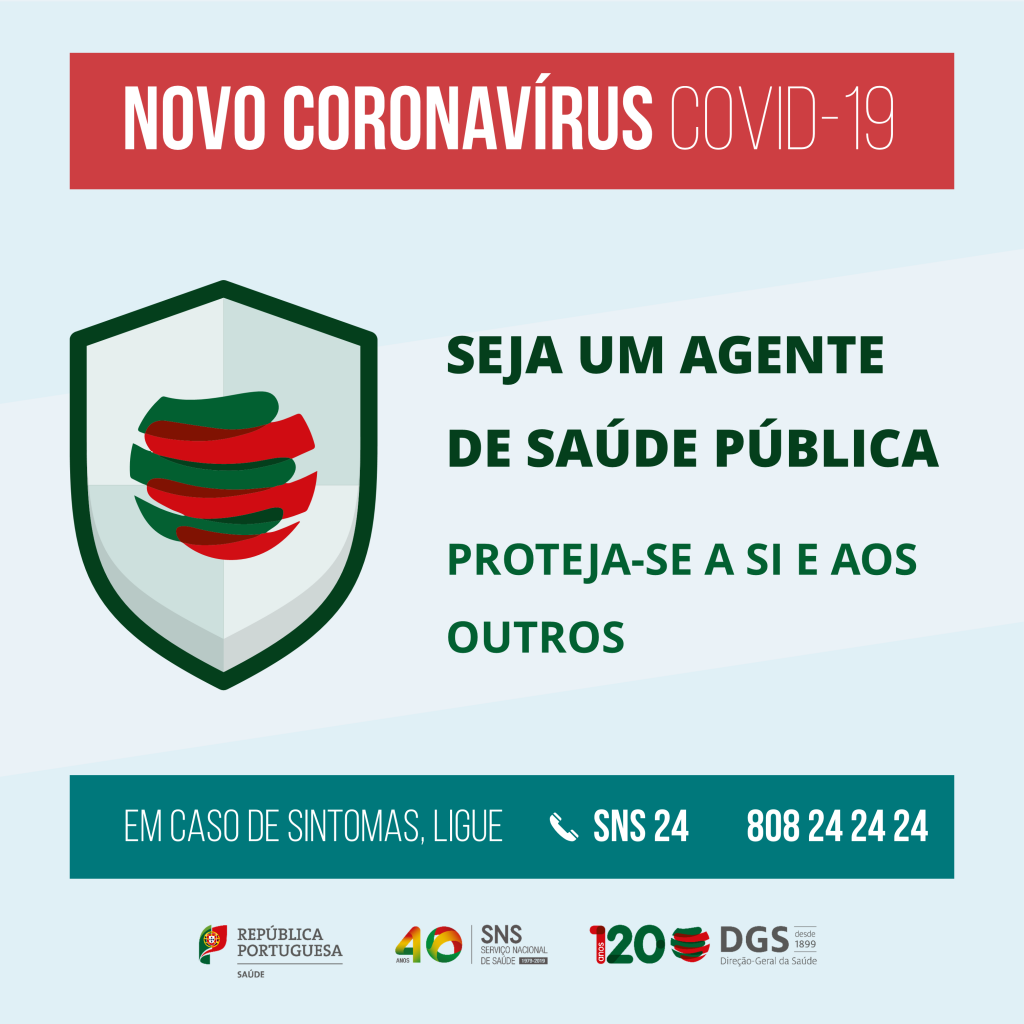 NOVO CORONAVÍRUS COVID-19
SEJA UM AGENTE
DE SAÚDE PÚBLICA
PROTEJA-SE A SI E AOS
OUTROS
EM CASO DE SINTOMAS, LIGUE SNS 24 808 24 24 24
REPÚBLICA
PORTUGUESA
SAÚDE
40
ANOS
SNS
SERVIÇO NACIONAL
DE SAÚDE 1979-2019
120
anos
DGS desde
1899
Direção-Geral da Saúde